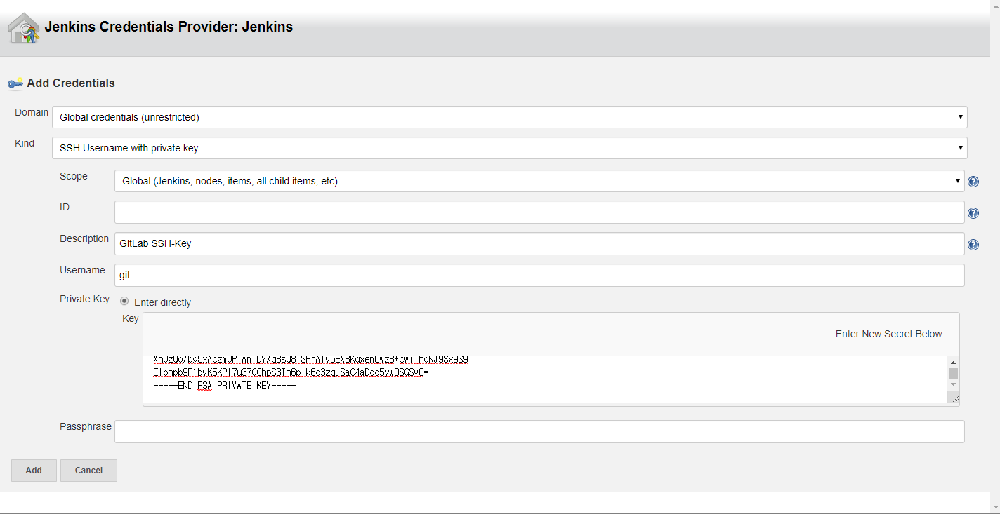 Jenkins Credentials Provider: Jenkins
Add Credentials
Domain
Global credentials (unrestricted)
Kind
SSH Username with private key
Scope
Global (Jenkins, nodes, items, all child items, etc)
ID
Description
GitLab SSH-Key
Username
git
Private Key
Enter directly
Key
Enter New Secret Below
-----END RSA PRIVATE KEY-----
Passphrase
Add
Cancel